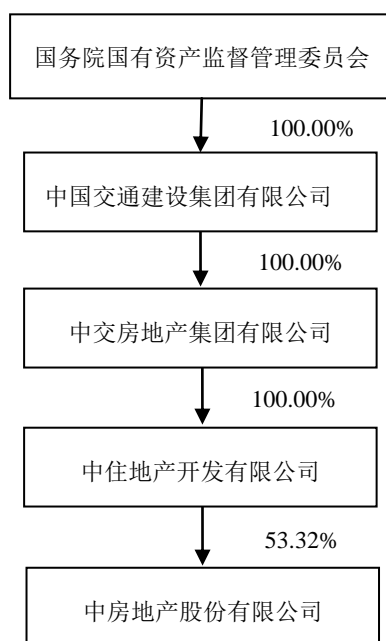 国务院国有资产监督管理委员会
100.00%
中国交通建设集团有限公司
100.00%
中交房地产集团有限公司
100.00%
中住地产开发有限公司
53.32%
中房地产股份有限公司